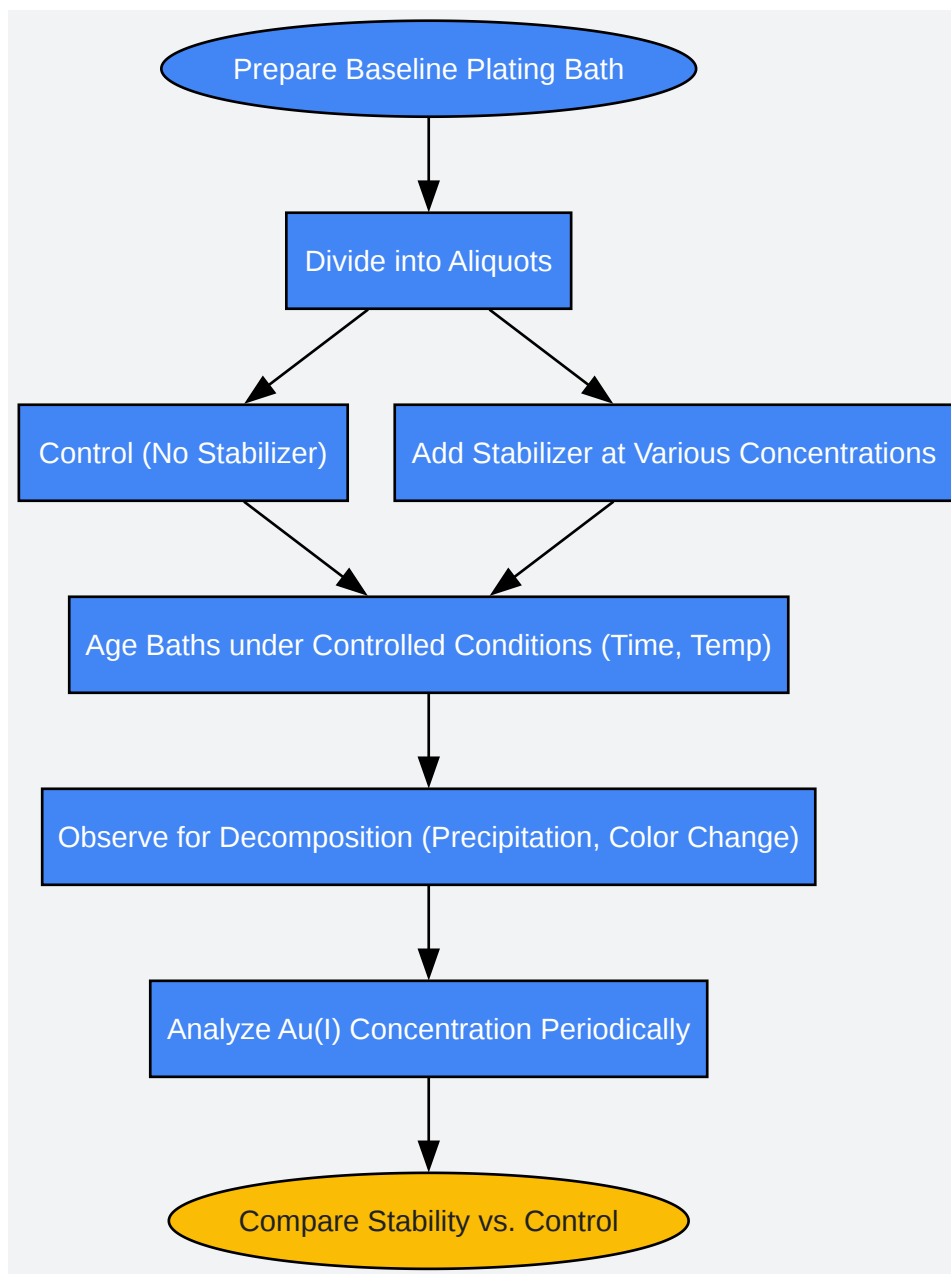 Prepare Baseline Plating Bath
Divide into Aliquots
Control (No Stabilizer)
Add Stabilizer at Various Concentrations
Age Baths under Controlled Conditions (Time, Temp)
Observe for Decomposition (Precipitation, Color Change)
Analyze Au(I) Concentration Periodically
Compare Stability vs. Control